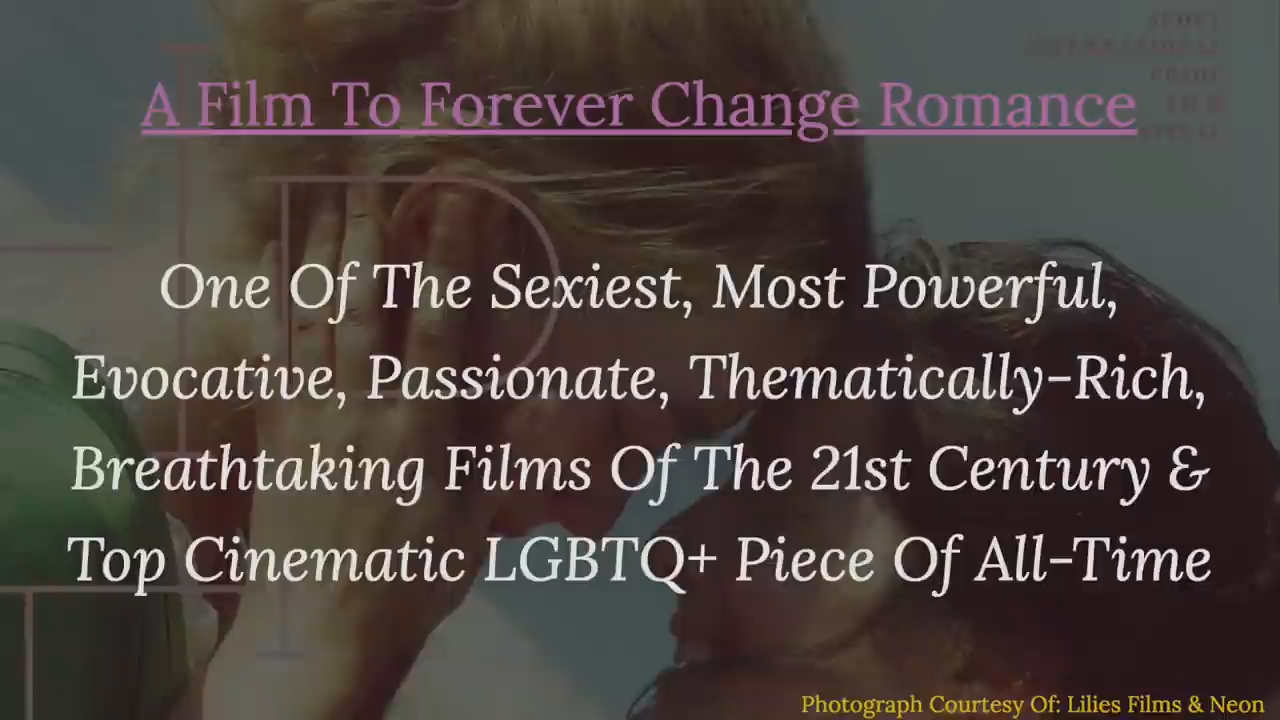 A Film To Forever Change Romance
One Of The Sexiest, Most Powerful,
Evocative, Passionate, Thematically-Rich,
Breathtaking Films Of The 21st Century &
Top Cinematic LGBTQ+ Piece Of All-Time
Photograph Courtesy Of: Lilies Films & Neon